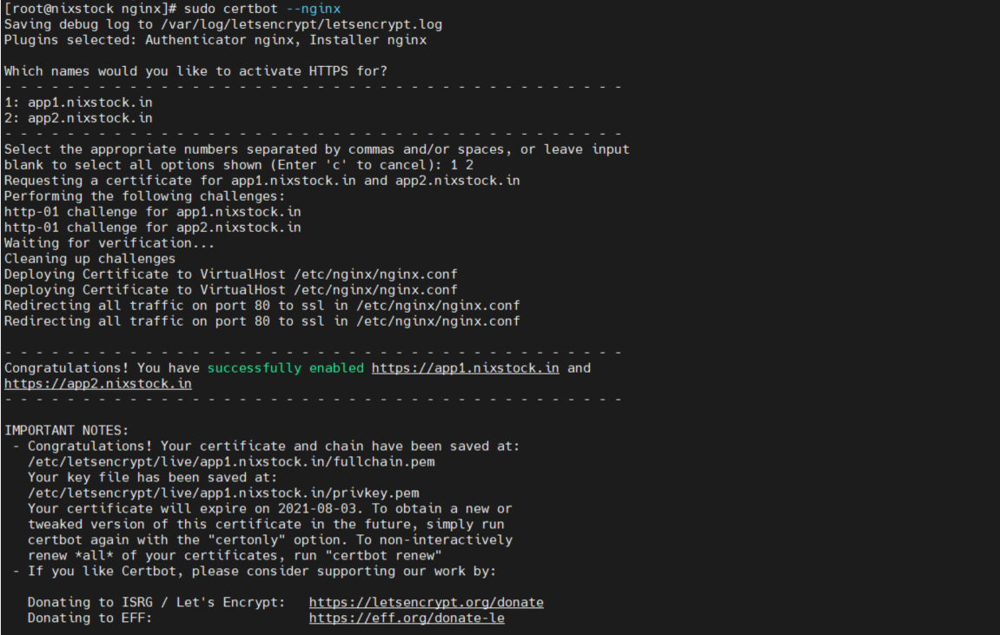 [root@nixstock nginx]# sudo certbot --nginx
Saving debug log to /var/log/letsencrypt/letsencrypt.log
Plugins selected: Authenticator nginx, Installer nginx
Which names would you like to activate HTTPS for?
- - - - - - - - - - - - - - - - - - - - - - - - - - - - - - - - - - - - - - - -
1: app1.nixstock.in
2: app2.nixstock.in
- - - - - - - - - - - - - - - - - - - - - - - - - - - - - - - - - - - - - - - -
Select the appropriate numbers separated by commas and/or spaces, or leave input
blank to select all options shown (Enter 'c' to cancel): 1 2
Requesting a certificate for app1.nixstock.in and app2.nixstock.in
Performing the following challenges:
http-01 challenge for app1.nixstock.in
http-01 challenge for app2.nixstock.in
Waiting for verification...
Cleaning up challenges
Deploying Certificate to VirtualHost /etc/nginx/nginx.conf
Deploying Certificate to VirtualHost /etc/nginx/nginx.conf
Redirecting all traffic on port 80 to ssl in /etc/nginx/nginx.conf
Redirecting all traffic on port 80 to ssl in /etc/nginx/nginx.conf
- - - - - - - - - - - - - - - - - - - - - - - - - - - - - - - - - - - - - - - -
Congratulations! You have successfully enabled https://app1.nixstock.in and
https://app2.nixstock.in
- - - - - - - - - - - - - - - - - - - - - - - - - - - - - - - - - - - - - - - -
IMPORTANT NOTES:
- Congratulations! Your certificate and chain have been saved at:
/etc/letsencrypt/live/app1.nixstock.in/fullchain.pem
Your key file has been saved at:
/etc/letsencrypt/live/app1.nixstock.in/privkey.pem
Your certificate will expire on 2021-08-03. To obtain a new or
tweaked version of this certificate in the future, simply run
certbot again with the "certonly" option. To non-interactively
renew *all* of your certificates, run "certbot renew"
- If you like Certbot, please consider supporting our work by:
Donating to ISRG / Let's Encrypt: https://letsencrypt.org/donate
Donating to EFF: https://eff.org/donate-le